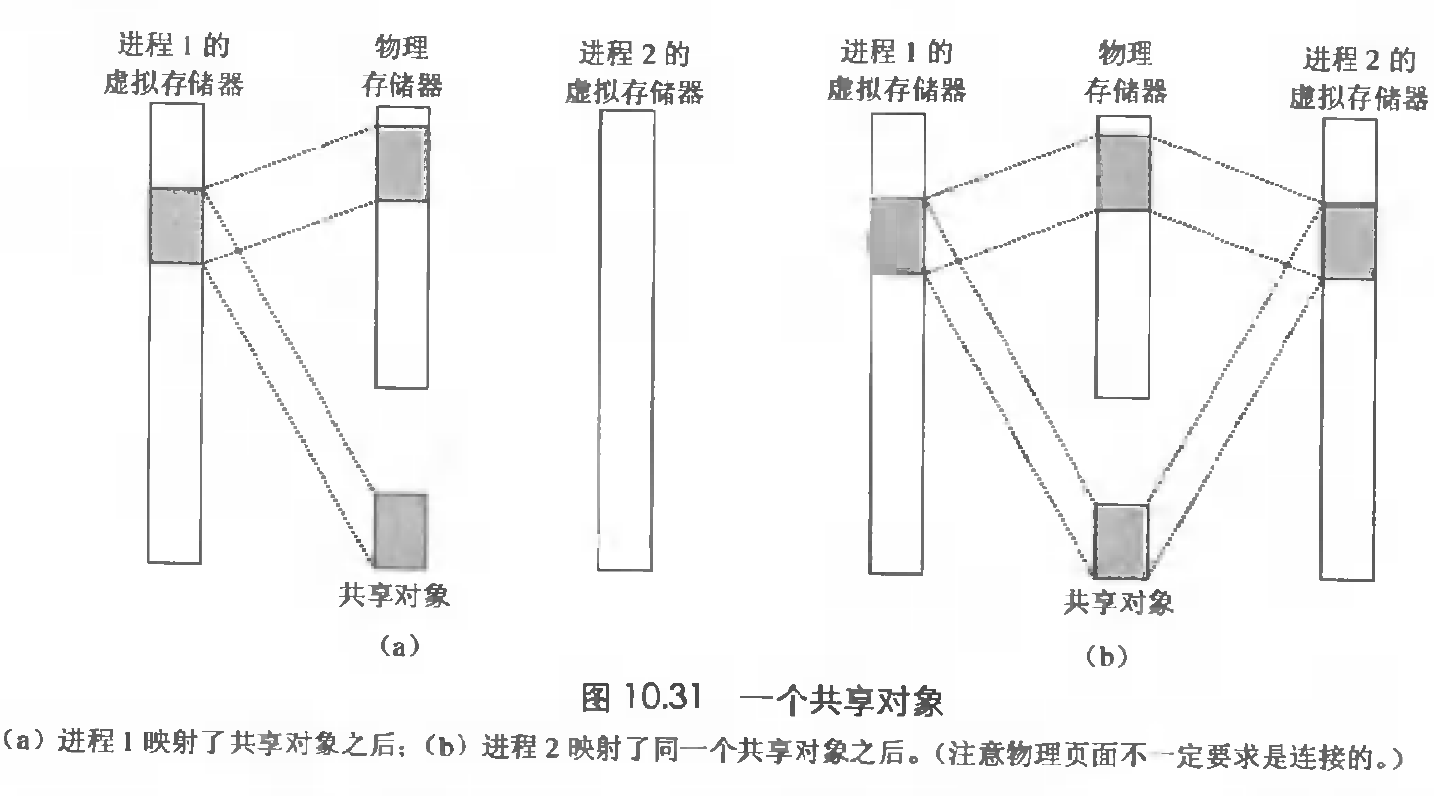 进程 1 的
虚拟存储器
物理
存储器
进程 2 的
虚拟存储器
共享对象
(a)
进程 1 的
虚拟存储器
物理
存储器
进程 2 的
虚拟存储器
共享对象
(b)
图 10.31 一个共享对象
(a) 进程 1 映射了共享对象之后;(b) 进程 2 映射了同一个共享对象之后。(注意物理页面不一定要求是连接的。)